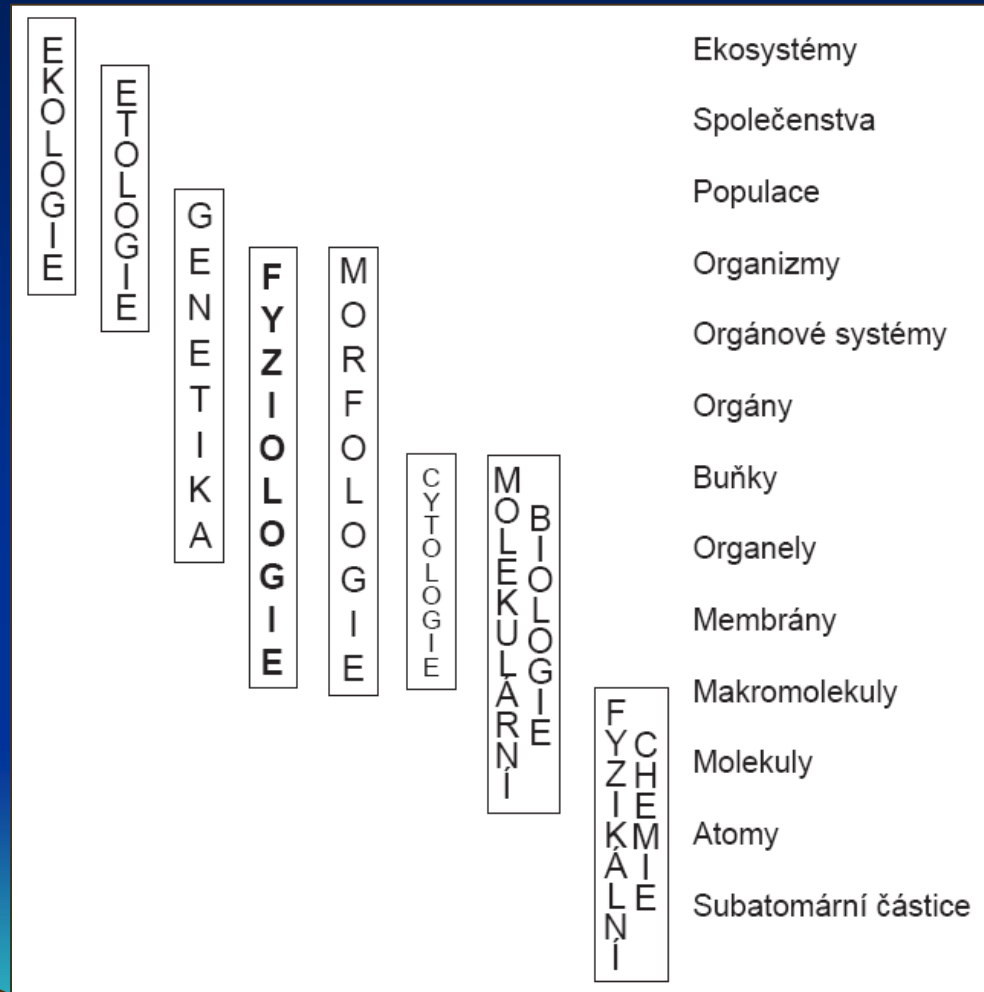 EKOLOGIE
ETOLOGIE
GENETIKA
FYZIOLOGIE
MORFOLOGIE
CYTOLOGIE
MOLEKULÁRNÍ
BIOLOGIE
FYZIKÁLNÍ
CHEMIE
Ekosystémy
Společenstva
Populace
Organizmy
Orgánové systémy
Orgány
Buňky
Organely
Membrány
Makromolekuly
Molekuly
Atomy
Subatomární částice